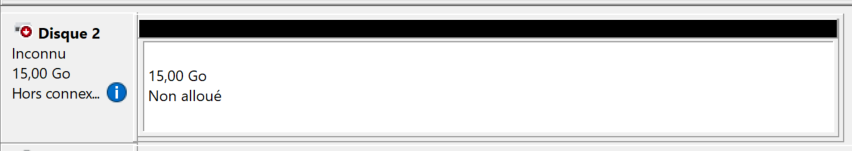 Disque 2
Inconnu
15,00 Go
Hors connex...
15,00 Go
Non alloué